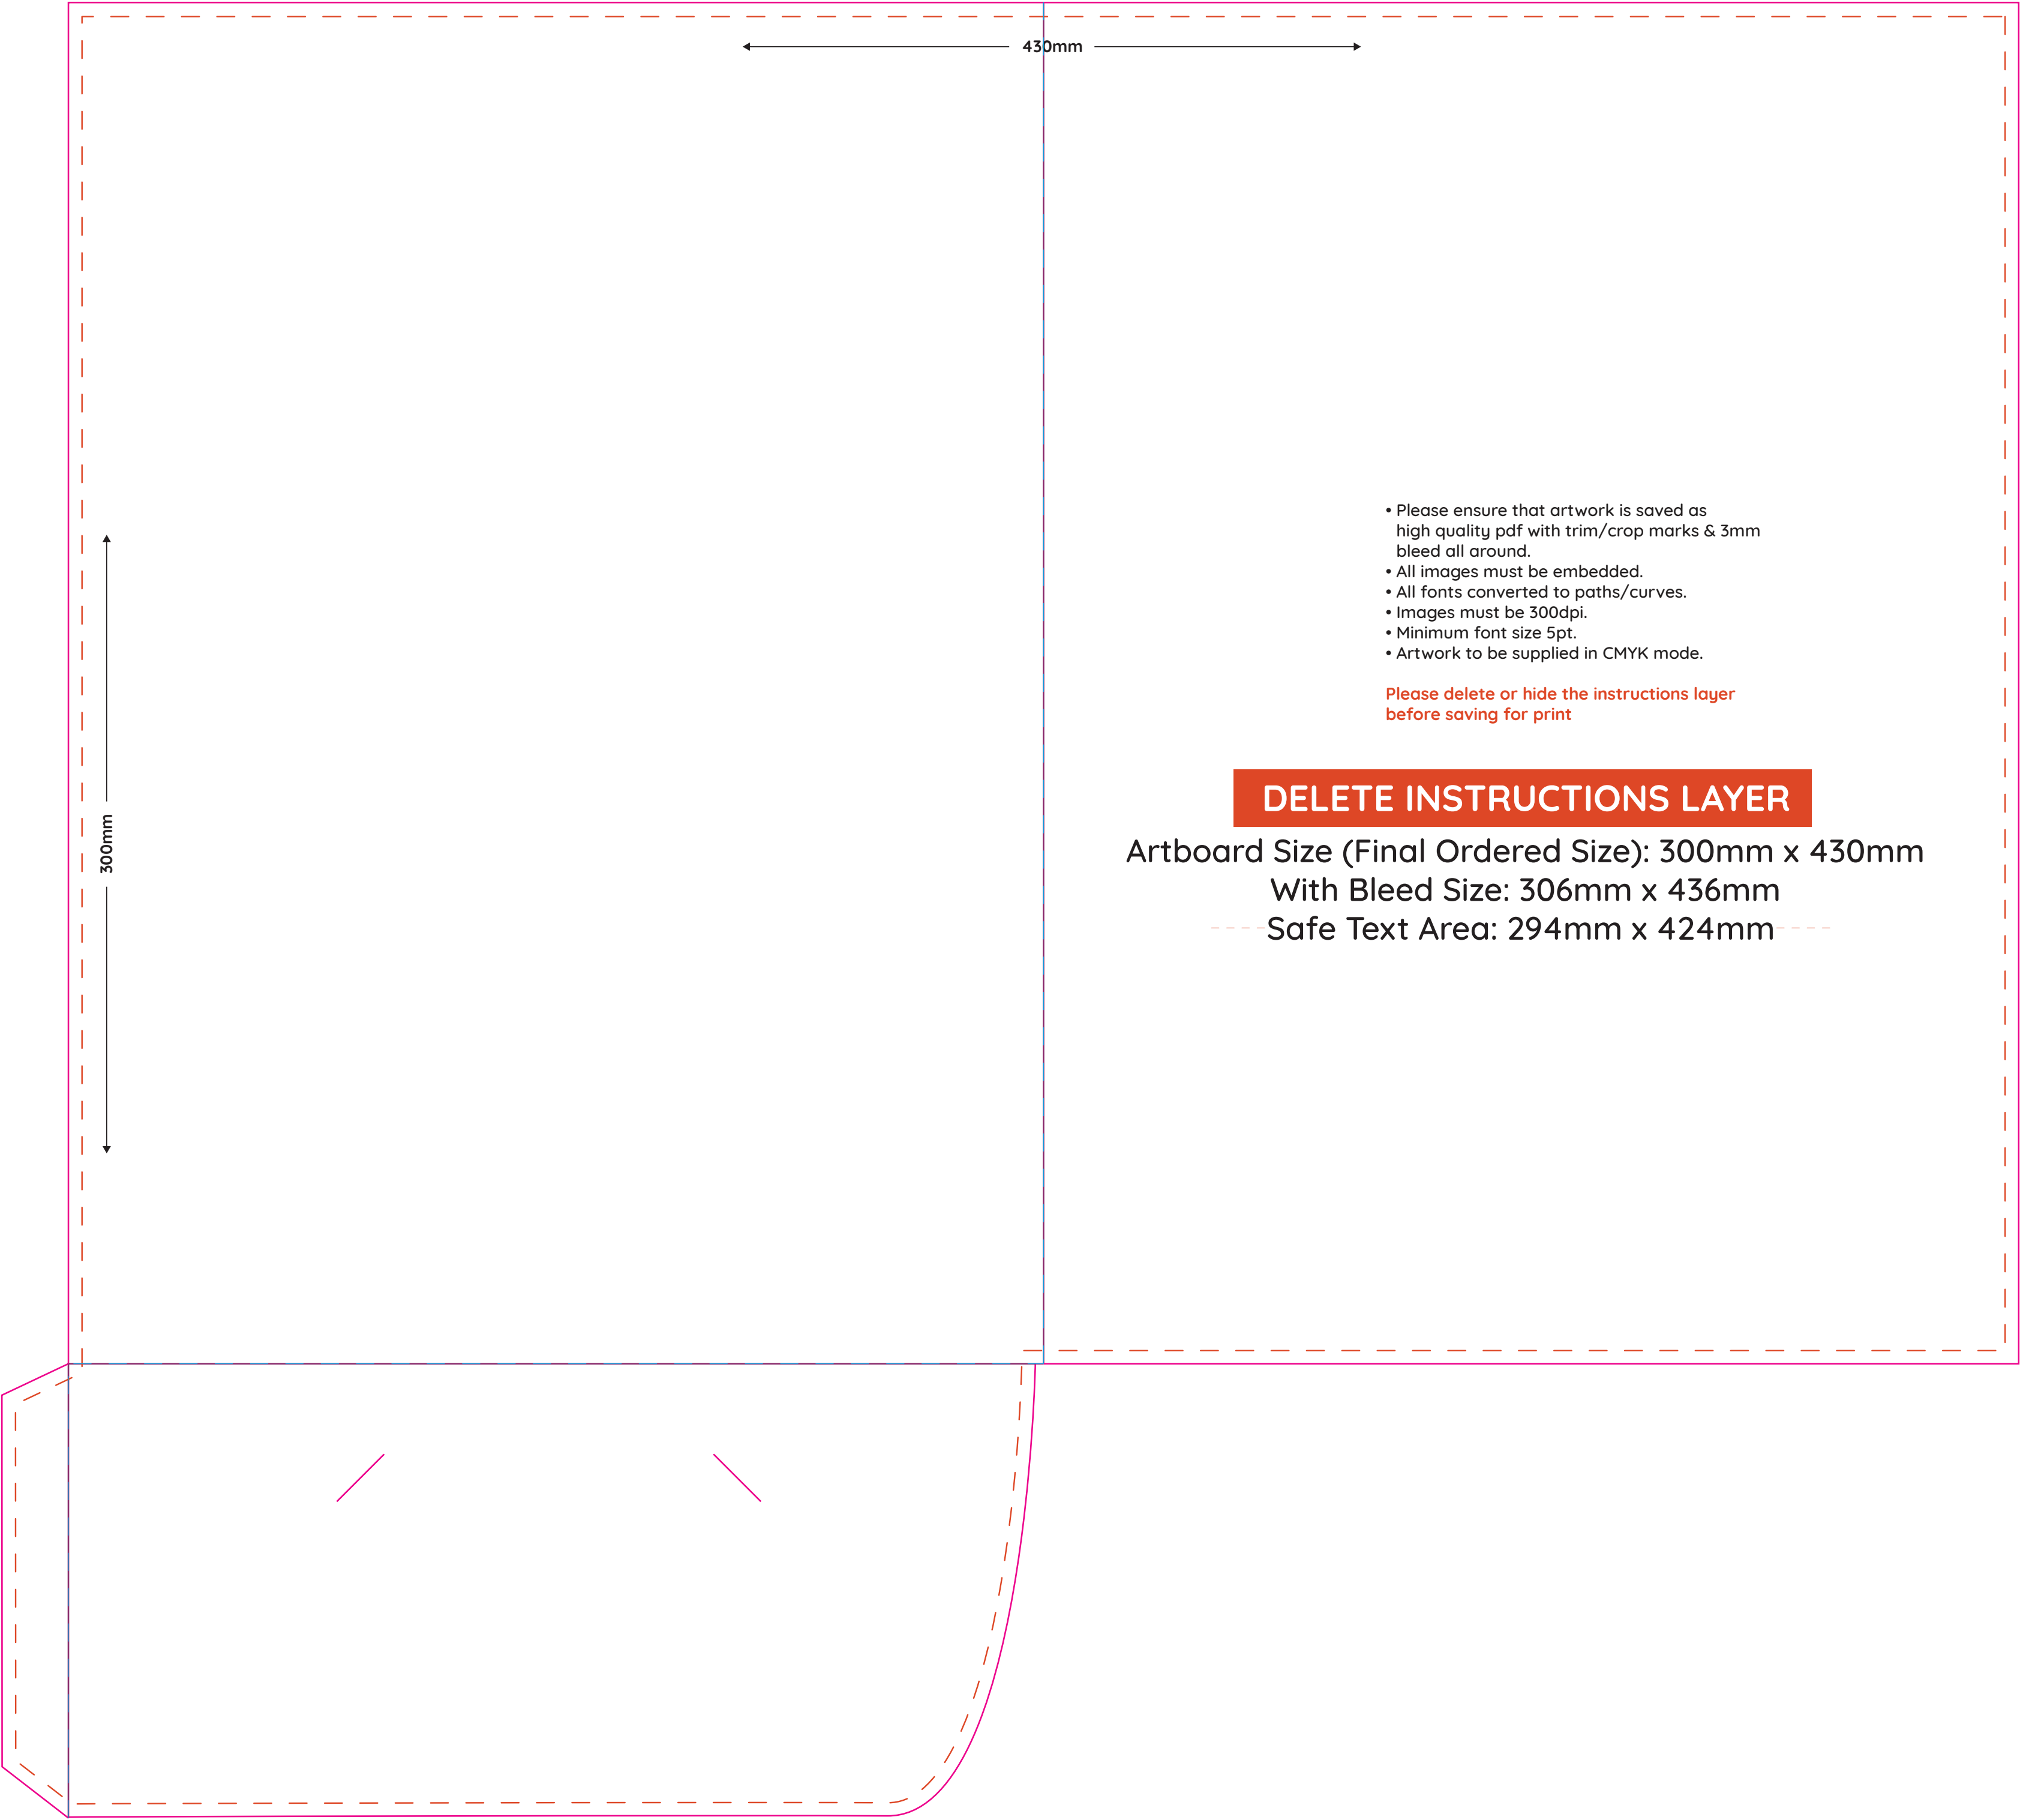 430mm
• Please ensure that artwork is saved as
high quality pdf with trim/crop marks & 3mm
bleed all around.
• All images must be embedded.
• All fonts converted to paths/curves.
• Images must be 300dpi.
• Minimum font size 5pt.
• Artwork to be supplied in CMYK mode.
Please delete or hide the instructions layer
before saving for print
300mm
DELETE INSTRUCTIONS LAYER
Artboard Size (Final Ordered Size): 300mm x 430mm
With Bleed Size: 306mm x 436mm
Safe Text Area: 294mm x 424mm